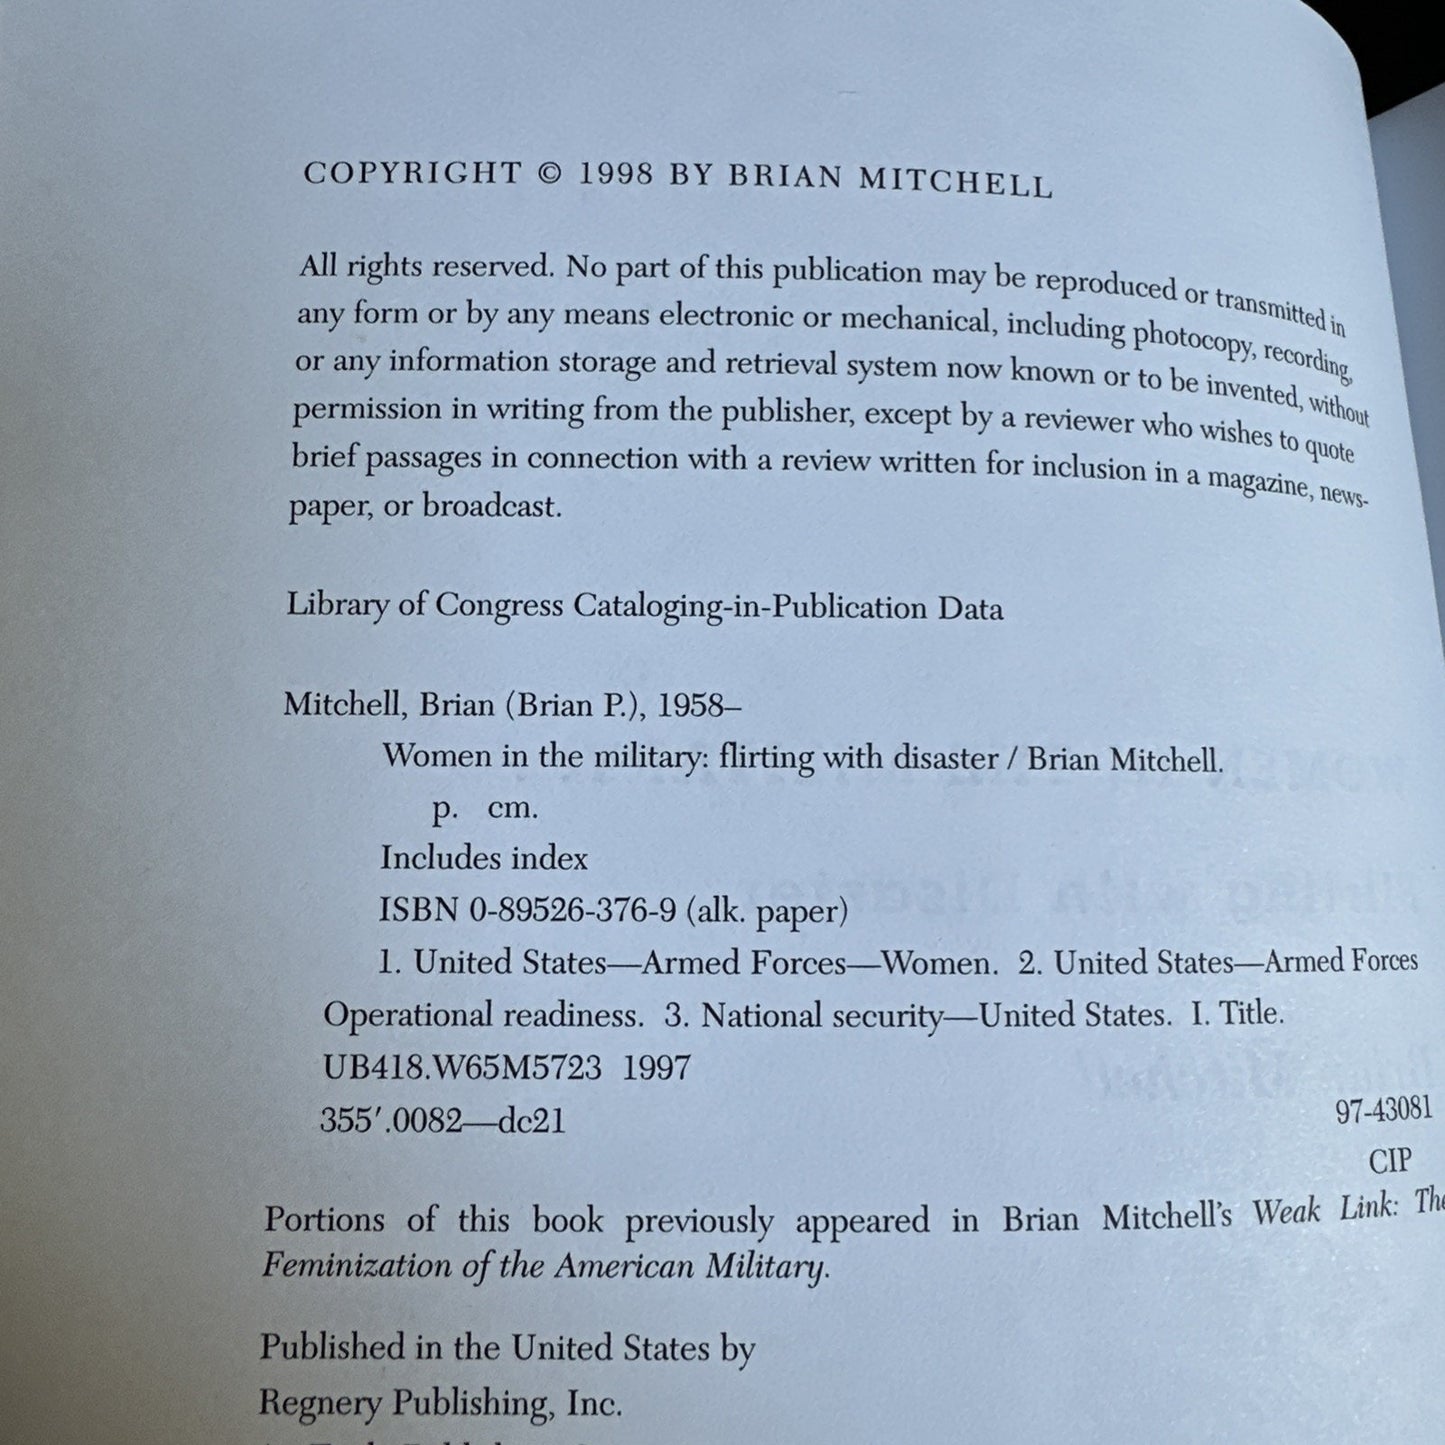 COPYRIGHT © 1998 BY BRIAN MITCHELL
All rights reserved. No part of this publication may be reproduced or transmitted in
any form or by any means electronic or mechanical, including photocopy, recording,
or any information storage and retrieval system now known or to be invented, without
permission in writing from the publisher, except by a reviewer who wishes to quote
brief passages in connection with a review written for inclusion in a magazine, news-
paper, or broadcast.
Library of Congress Cataloging-in-Publication Data
Mitchell, Brian (Brian P.), 1958–
Women in the military: flirting with disaster / Brian Mitchell.
p. cm.
Includes index
ISBN 0-89526-376-9 (alk. paper)
1. United States—Armed Forces—Women. 2. United States—Armed Forces
Operational readiness. 3. National security—United States. I. Title.
UB418.W65M5723 1997
355′.0082—dc21
97-43081
CIP
Portions of this book previously appeared in Brian Mitchell's Weak Link: The
Feminization of the American Military.
Published in the United States by
Regnery Publishing, Inc.